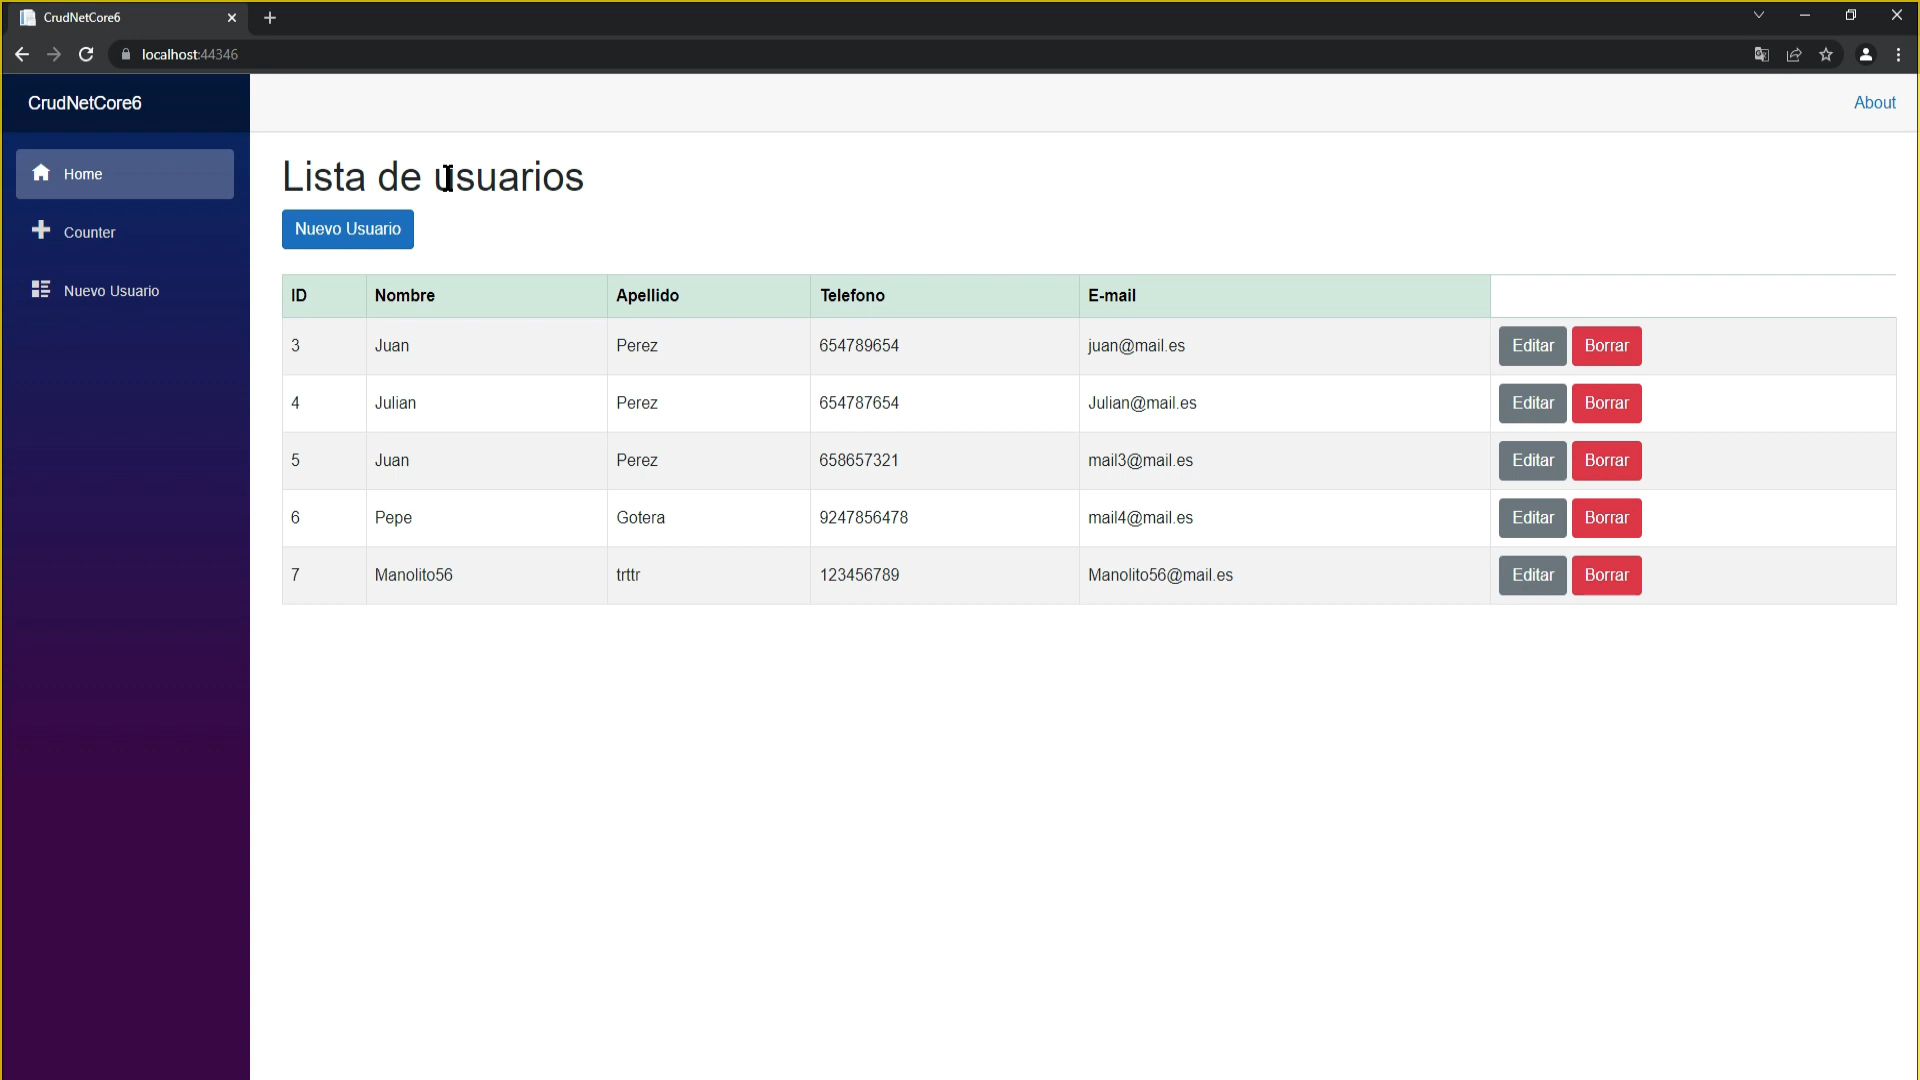 CrudNetCore6
localhost:44346
CrudNetCore6
About
Home
Counter
Nuevo Usuario
Lista de usuarios
Nuevo Usuario
ID Nombre Apellido Telefono E-mail
3 Juan Perez 654789654 juan@mail.es Editar Borrar
4 Julian Perez 654787654 Julian@mail.es Editar Borrar
5 Juan Perez 658657321 mail3@mail.es Editar Borrar
6 Pepe Gotera 9247856478 mail4@mail.es Editar Borrar
7 Manolito56 trttr 123456789 Manolito56@mail.es Editar Borrar